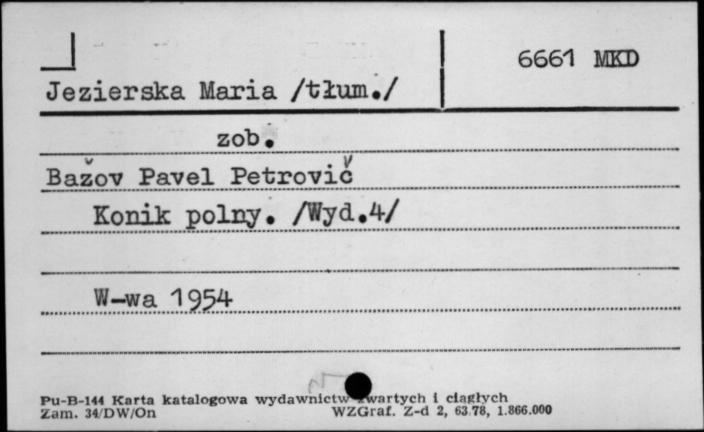 6661 MKD
Jezierska Maria /tłum./
zob.
Bažov Pavel Petrovič
Konik polny. /Wyd.4/
W-wa 1954
Pu-B-144 Karta katalogowa wydawnictw zwartych i ciągłych
Zam. 34/DW/On WZGraf. Z-d 2, 63.78, 1.866.000